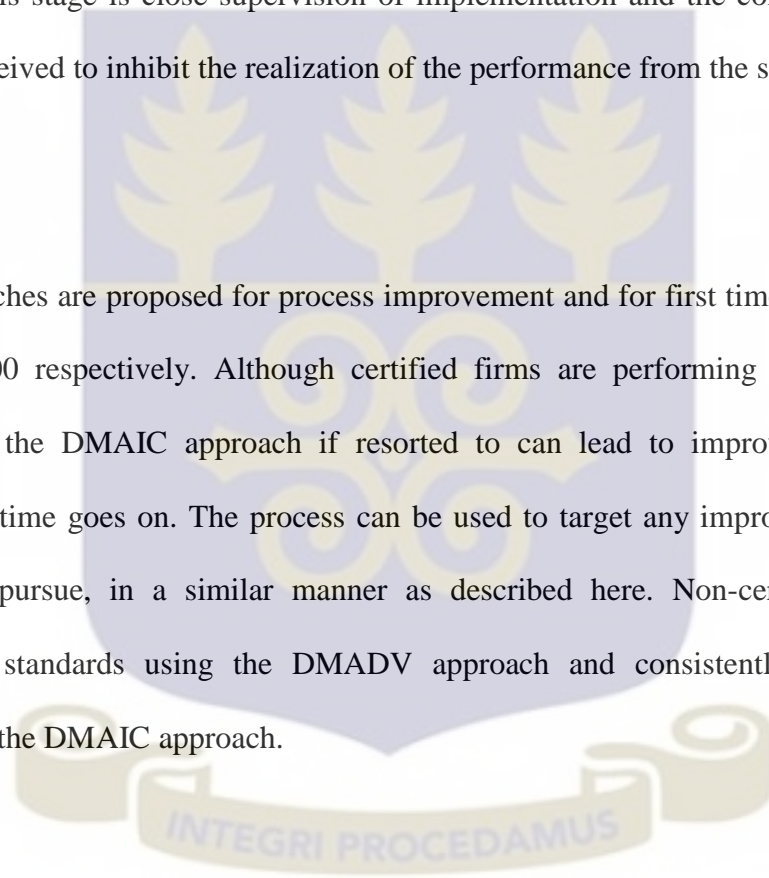 is stage is close supervision of implementation and the co
eived to inhibit the realization of the performance from the s
ches are proposed for process improvement and for first tim
00 respectively. Although certified firms are performing
the DMAIC approach if resorted to can lead to improv
time goes on. The process can be used to target any impro
pursue, in a similar manner as described here. Non-cer
standards using the DMADV approach and consistently
the DMAIC approach.
INTEGRI PROCEDAMUS